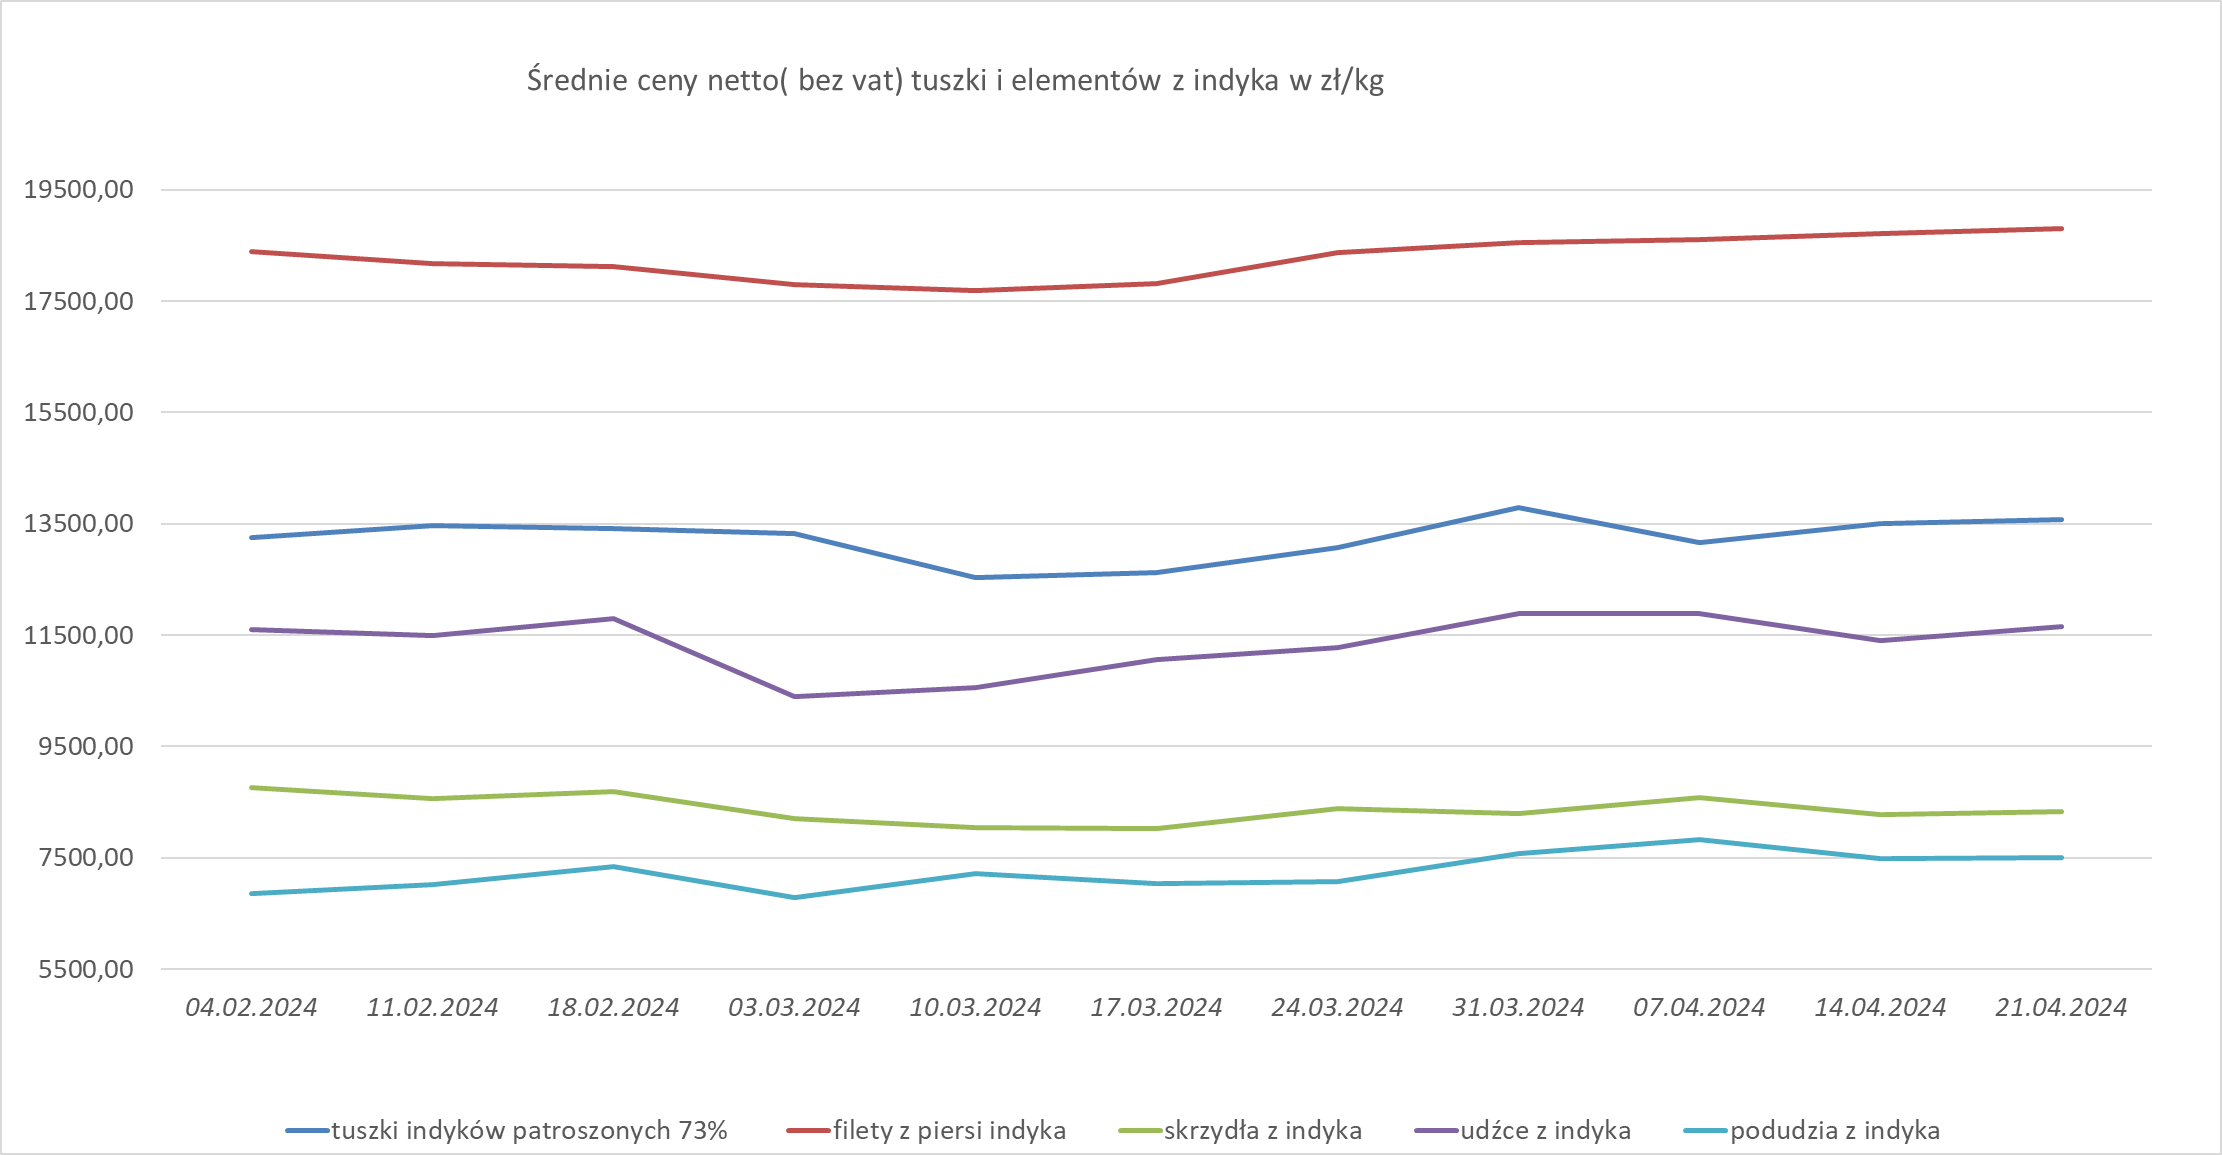 Średnie ceny netto( bez vat) tuszki i elementów z indyka w zł/kg
19500,00
17500,00
15500,00
13500,00
11500,00
9500,00
7500,00
5500,00
04.02.2024 11.02.2024 18.02.2024 03.03.2024 10.03.2024 17.03.2024 24.03.2024 31.03.2024 07.04.2024 14.04.2024 21.04.2024
tuszki indyków patroszonych 73% filety z piersi indyka skrzydła z indyka udźce z indyka podudzia z indyka